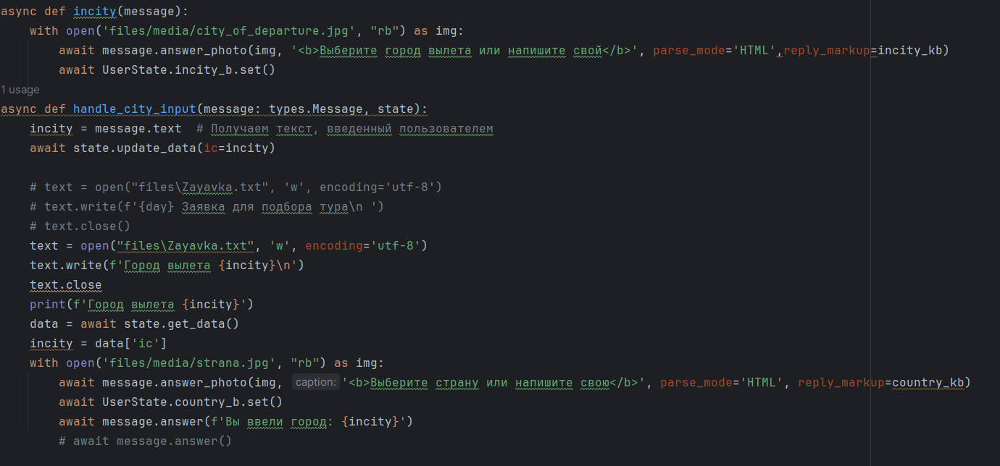 async def incity(message):
    with open('files/media/city_of_departure.jpg', "rb") as img:
        await message.answer_photo(img, '<b>Выберите город вылета или напишите свой</b>', parse_mode='HTML',reply_markup=incity_kb)
        await UserState.incity_b.set()
1 usage
async def handle_city_input(message: types.Message, state):
    incity = message.text  # Получаем текст, введенный пользователем
    await state.update_data(ic=incity)

    # text = open("files\Zayavka.txt", 'w', encoding='utf-8')
    # text.write(f'{day} Заявка для подбора тура\n ')
    # text.close()
    text = open("files\Zayavka.txt", 'w', encoding='utf-8')
    text.write(f'Город вылета {incity}\n')
    text.close
    print(f'Город вылета {incity}')
    data = await state.get_data()
    incity = data['ic']
    with open('files/media/strana.jpg', "rb") as img:
        await message.answer_photo(img, caption: '<b>Выберите страну или напишите свою</b>', parse_mode='HTML', reply_markup=country_kb)
        await UserState.country_b.set()
        await message.answer(f'Вы ввели город: {incity}')
        # await message.answer()